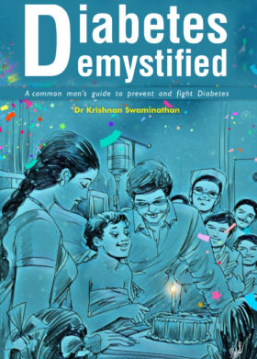 Diabetes
Demystified
A common man's guide to prevent and fight Diabetes
Dr Krishnan Swaminathan